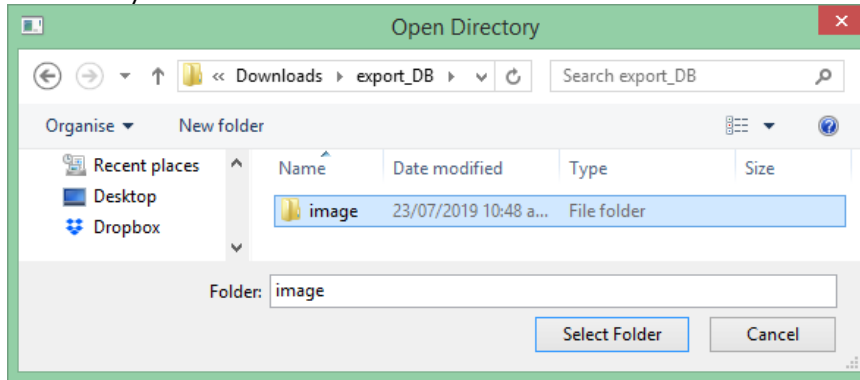 Open Directory
« Downloads export_DB Search export_DB
Organise New folder
Recent places
Desktop
Dropbox
Name Date modified Type Size
image 23/07/2019 10:48 a... File folder
Folder: image
Select Folder Cancel